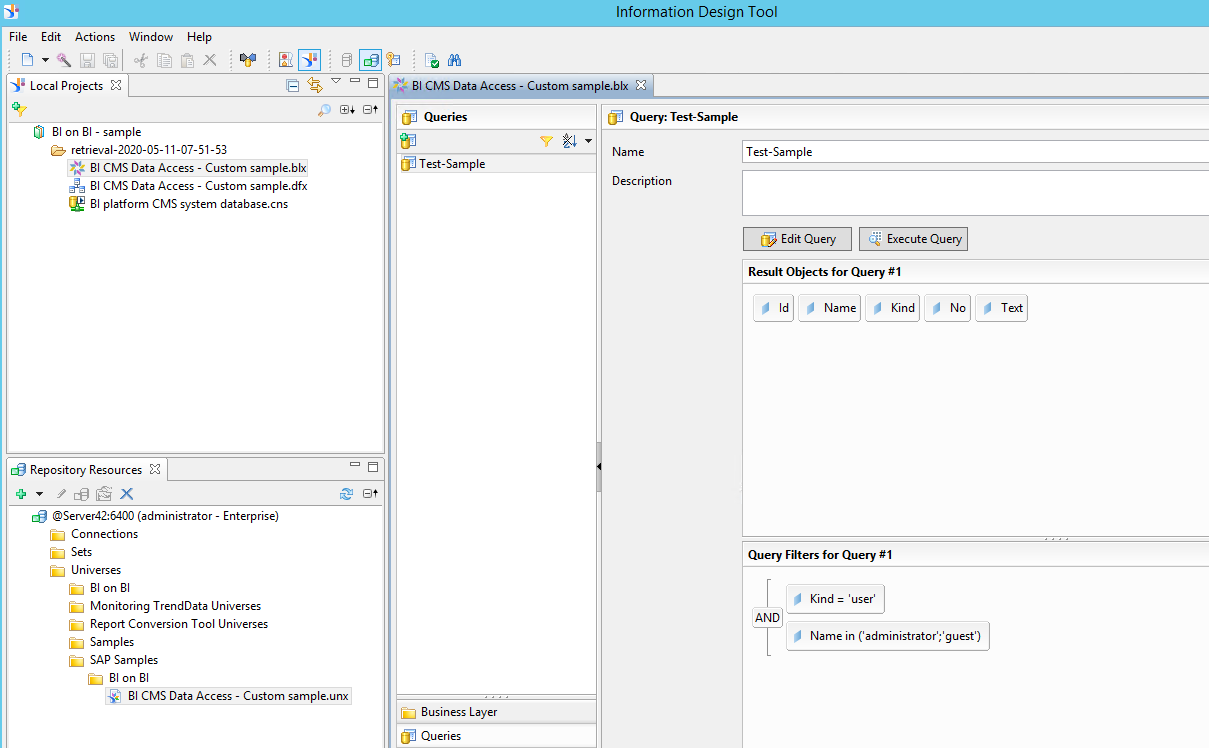 Information Design Tool
File Edit Actions Window Help
Local Projects
BI on BI - sample
retrieval-2020-05-11-07-51-53
BI CMS Data Access - Custom sample.blx
BI CMS Data Access - Custom sample.dfx
BI platform CMS system database.cns
Repository Resources
@Server42:6400 (administrator - Enterprise)
Connections
Sets
Universes
BI on BI
Monitoring TrendData Universes
Report Conversion Tool Universes
Samples
SAP Samples
BI on BI
BI CMS Data Access - Custom sample.unx
BI CMS Data Access - Custom sample.blx
Queries
Test-Sample
Business Layer
Queries
Query: Test-Sample
Name Test-Sample
Description
Edit Query Execute Query
Result Objects for Query #1
Id Name Kind No Text
Query Filters for Query #1
Kind = 'user'
AND
Name in ('administrator';'guest')